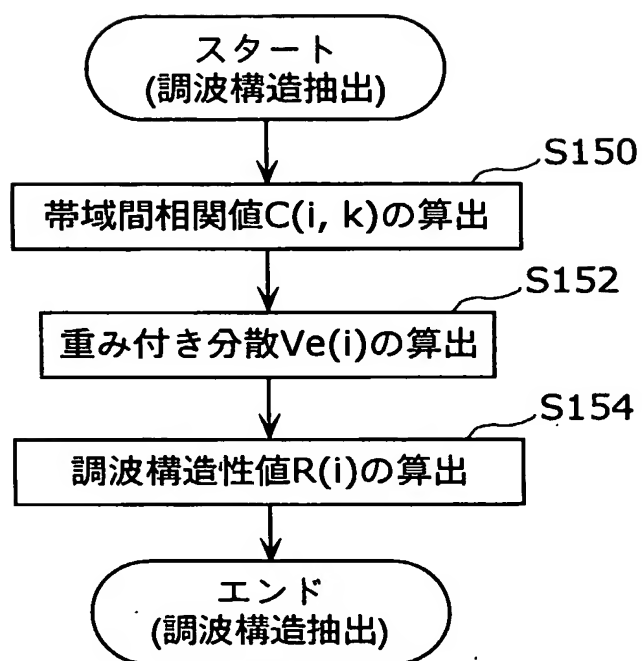 スタート
(調波構造抽出)
S150
帯域間相関値C(i, k)の算出
S152
重み付き分散Ve(i)の算出
S154
調波構造性値R(i)の算出
エンド
(調波構造抽出)